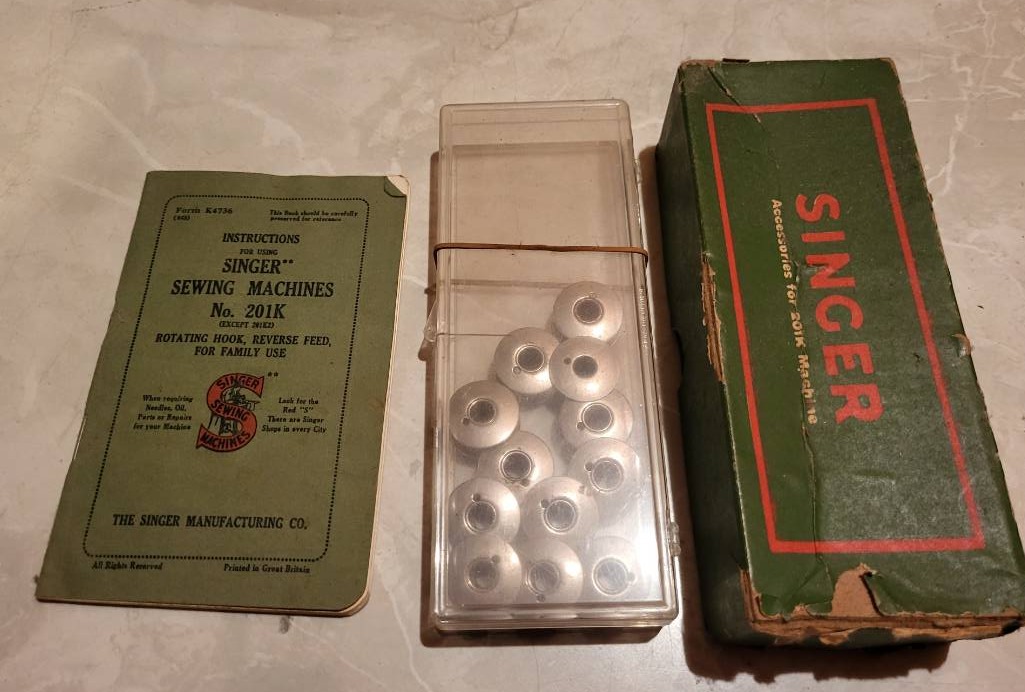 Form K4736
This Book should be carefully
preserved for reference
INSTRUCTIONS
FOR USING
SINGER**
SEWING MACHINES
No. 201K
(EXCEPT 201K2)
ROTATING HOOK, REVERSE FEED,
FOR FAMILY USE
When requiring
Needles, Oil,
Parts or Repairs
for your Machine
SINGER
SEWING
MACHINES
**
Look for the
Red "S"
There are Singer
Shops in every City
THE SINGER MANUFACTURING CO.
All Rights Reserved
Printed in Great Britain
SINGER
Accessories for 201K Machine